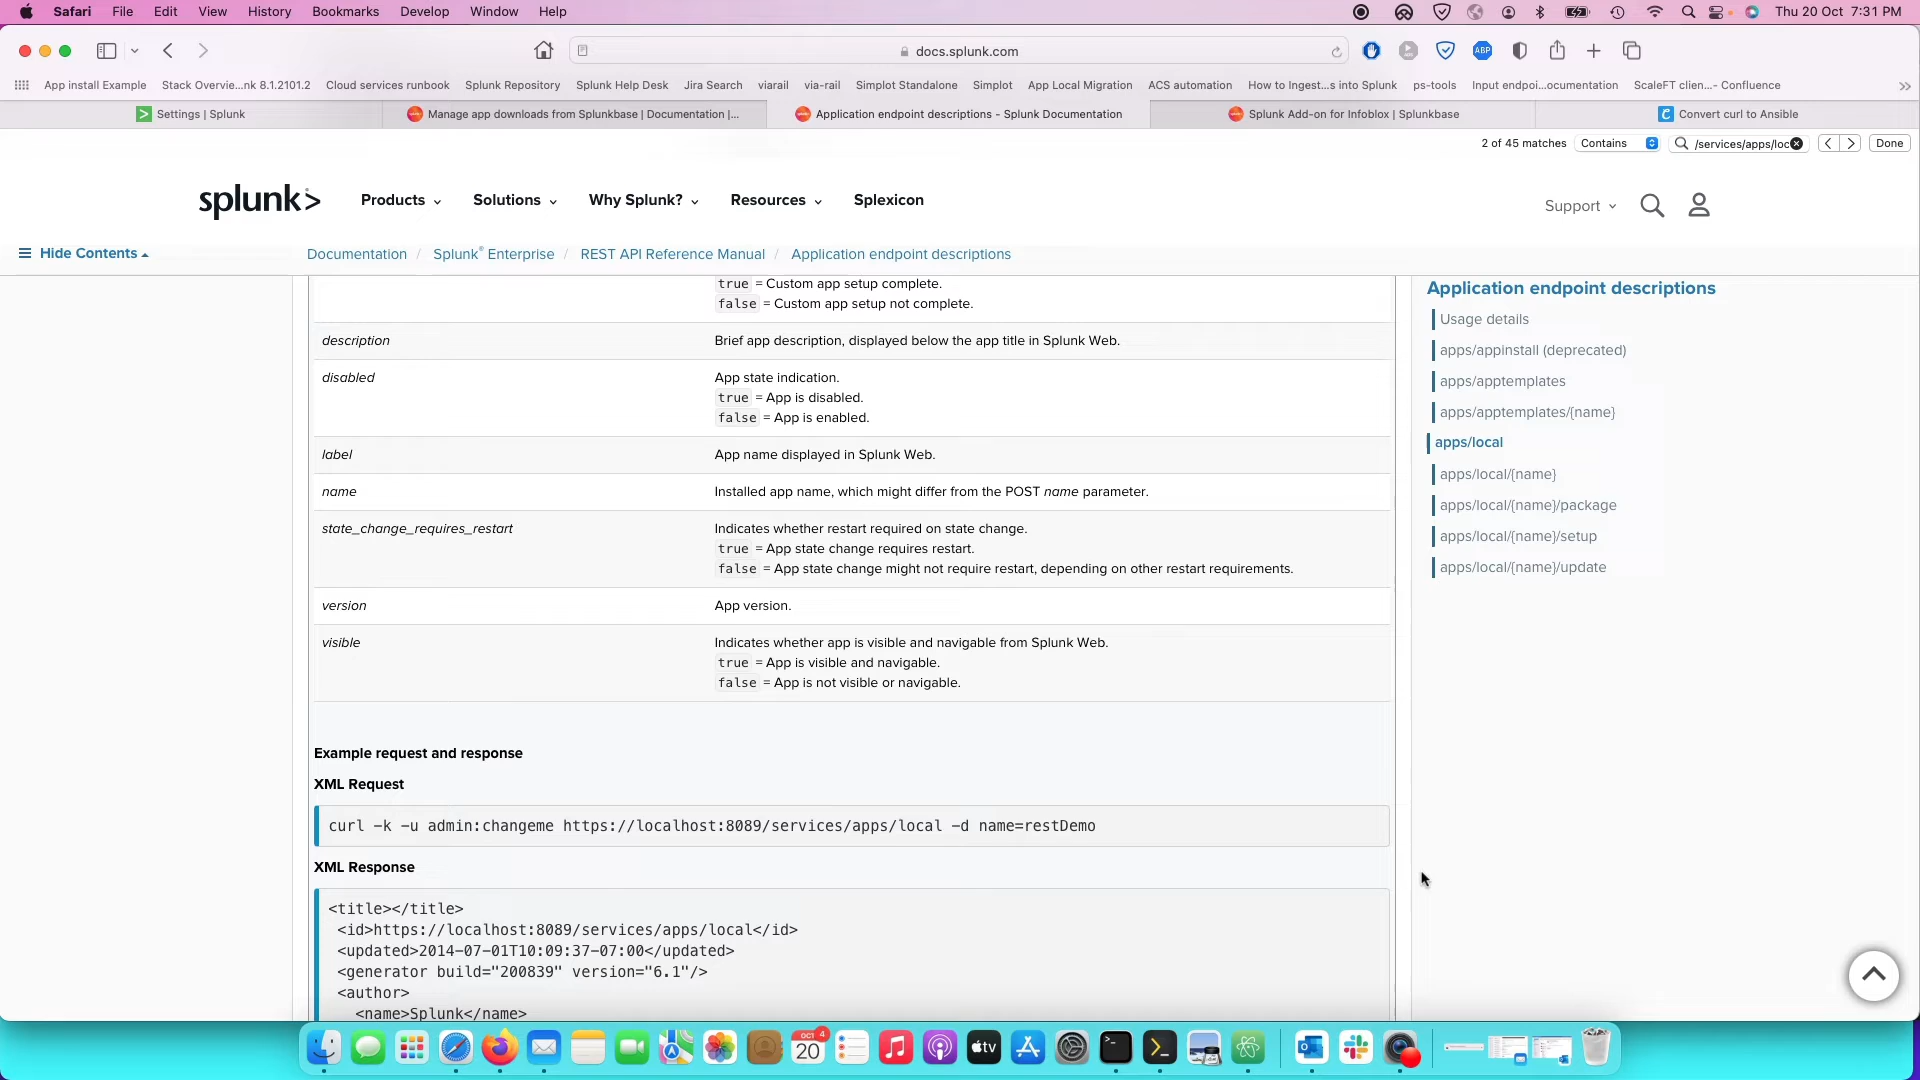 Safari File Edit View History Bookmarks Develop Window Help Thu 20 Oct 7:31 PM
docs.splunk.com ABP
App install Example Stack Overvie...nk 8.1.2101.2 Cloud services runbook Splunk Repository Splunk Help Desk Jira Search viarail via-rail Simplot Standalone Simplot App Local Migration ACS automation How to Ingest...s into Splunk ps-tools Input endpoi...ocumentation ScaleFT clien...- Confluence
Settings | Splunk Manage app downloads from Splunkbase | Documentation |... Application endpoint descriptions - Splunk Documentation Splunk Add-on for Infoblox | Splunkbase Convert curl to Ansible
2 of 45 matches Contains /services/apps/loc Done
splunk> Products Solutions Why Splunk? Resources Splexicon Support
Hide Contents Documentation / Splunk® Enterprise / REST API Reference Manual / Application endpoint descriptions
true = Custom app setup complete.
false = Custom app setup not complete.
description Brief app description, displayed below the app title in Splunk Web.
disabled App state indication.
true = App is disabled.
false = App is enabled.
label App name displayed in Splunk Web.
name Installed app name, which might differ from the POST name parameter.
state_change_requires_restart Indicates whether restart required on state change.
true = App state change requires restart.
false = App state change might not require restart, depending on other restart requirements.
version App version.
visible Indicates whether app is visible and navigable from Splunk Web.
true = App is visible and navigable.
false = App is not visible or navigable.
Example request and response
XML Request
curl -k -u admin:changeme https://localhost:8089/services/apps/local -d name=restDemo
XML Response
<title></title>
<id>https://localhost:8089/services/apps/local</id>
<updated>2014-07-01T10:09:37-07:00</updated>
<generator build="200839" version="6.1"/>
<author>
<name>Splunk</name>
Application endpoint descriptions
Usage details
apps/appinstall (deprecated)
apps/apptemplates
apps/apptemplates/{name}
apps/local
apps/local/{name}
apps/local/{name}/package
apps/local/{name}/setup
apps/local/{name}/update
OCT 4
20
tv